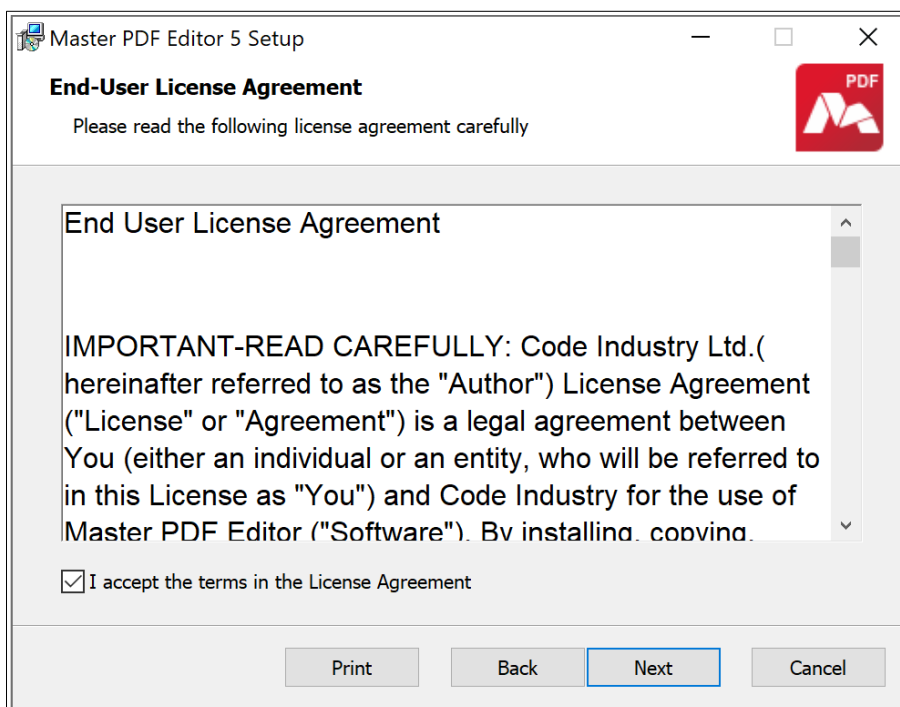 Master PDF Editor 5 Setup
End-User License Agreement
PDF
Please read the following license agreement carefully
End User License Agreement
IMPORTANT-READ CAREFULLY: Code Industry Ltd.(
hereinafter referred to as the "Author") License Agreement
("License" or "Agreement") is a legal agreement between
You (either an individual or an entity, who will be referred to
in this License as "You") and Code Industry for the use of
Master PDF Editor ("Software"). By installing, copying,
I accept the terms in the License Agreement
Print Back Next Cancel